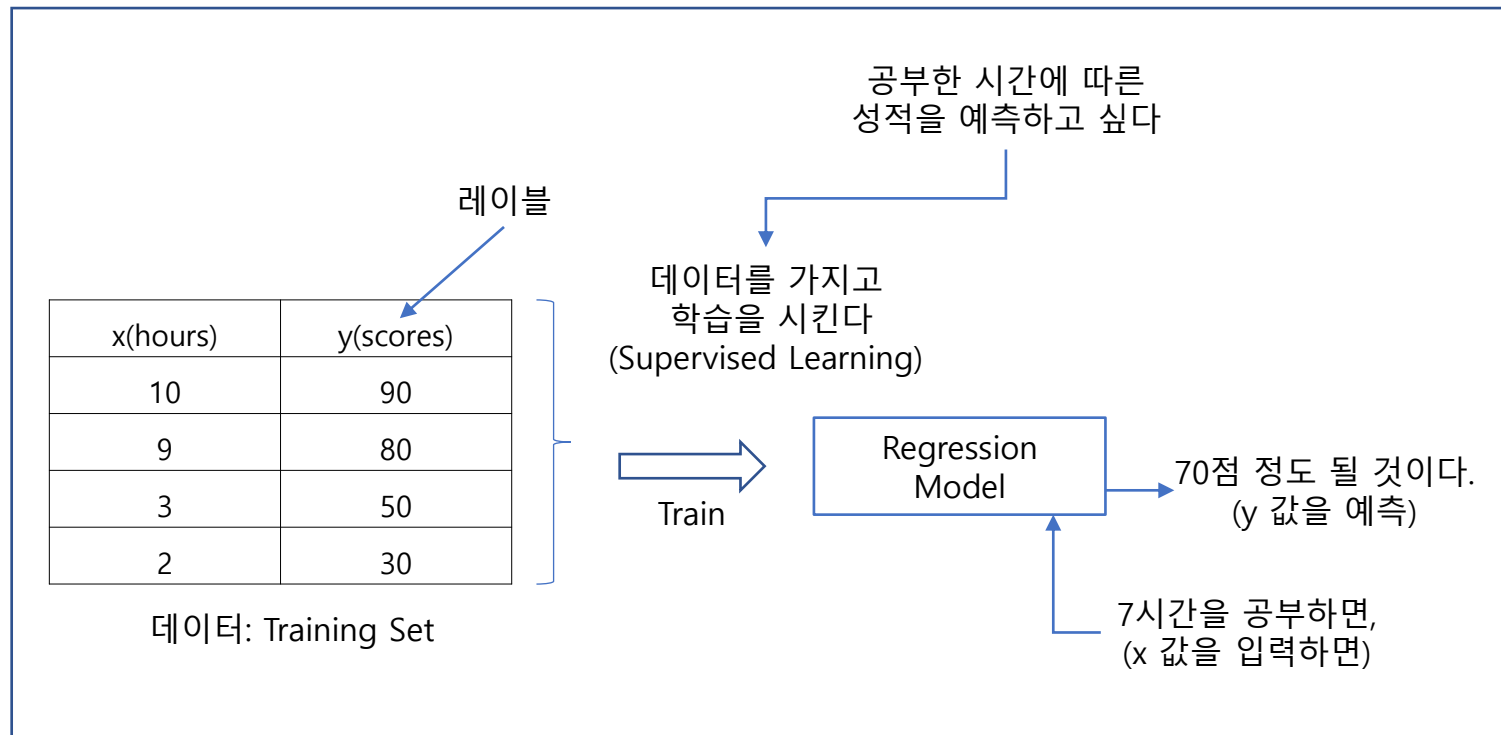 공부한 시간에 따른
성적을 예측하고 싶다
레이블
데이터를 가지고
학습을 시킨다
(Supervised Learning)
x(hours) y(scores)
10 90
9 80
3 50
2 30
데이터: Training Set
Train
Regression
Model
70점 정도 될 것이다.
(y 값을 예측)
7시간을 공부하면,
(x 값을 입력하면)